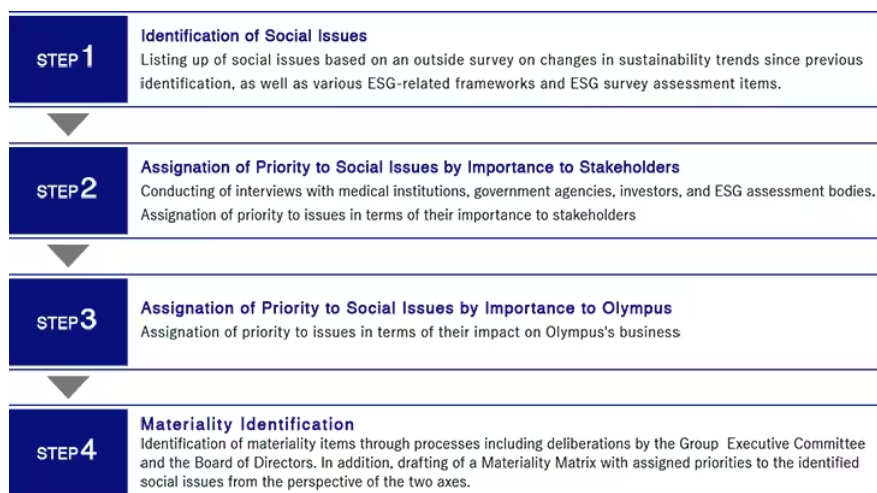 STEP1
Identification of Social Issues
Listing up of social issues based on an outside survey on changes in sustainability trends since previous
identification, as well as various ESG-related frameworks and ESG survey assessment items.
STEP2
Assignation of Priority to Social Issues by Importance to Stakeholders
Conducting of interviews with medical institutions, government agencies, investors, and ESG assessment bodies.
Assignation of priority to issues in terms of their importance to stakeholders
STEP3
Assignation of Priority to Social Issues by Importance to Olympus
Assignation of priority to issues in terms of their impact on Olympus's business
STEP4
Materiality Identification
Identification of materiality items through processes including deliberations by the Group Executive Committee
and the Board of Directors. In addition, drafting of a Materiality Matrix with assigned priorities to the identified
social issues from the perspective of the two axes.